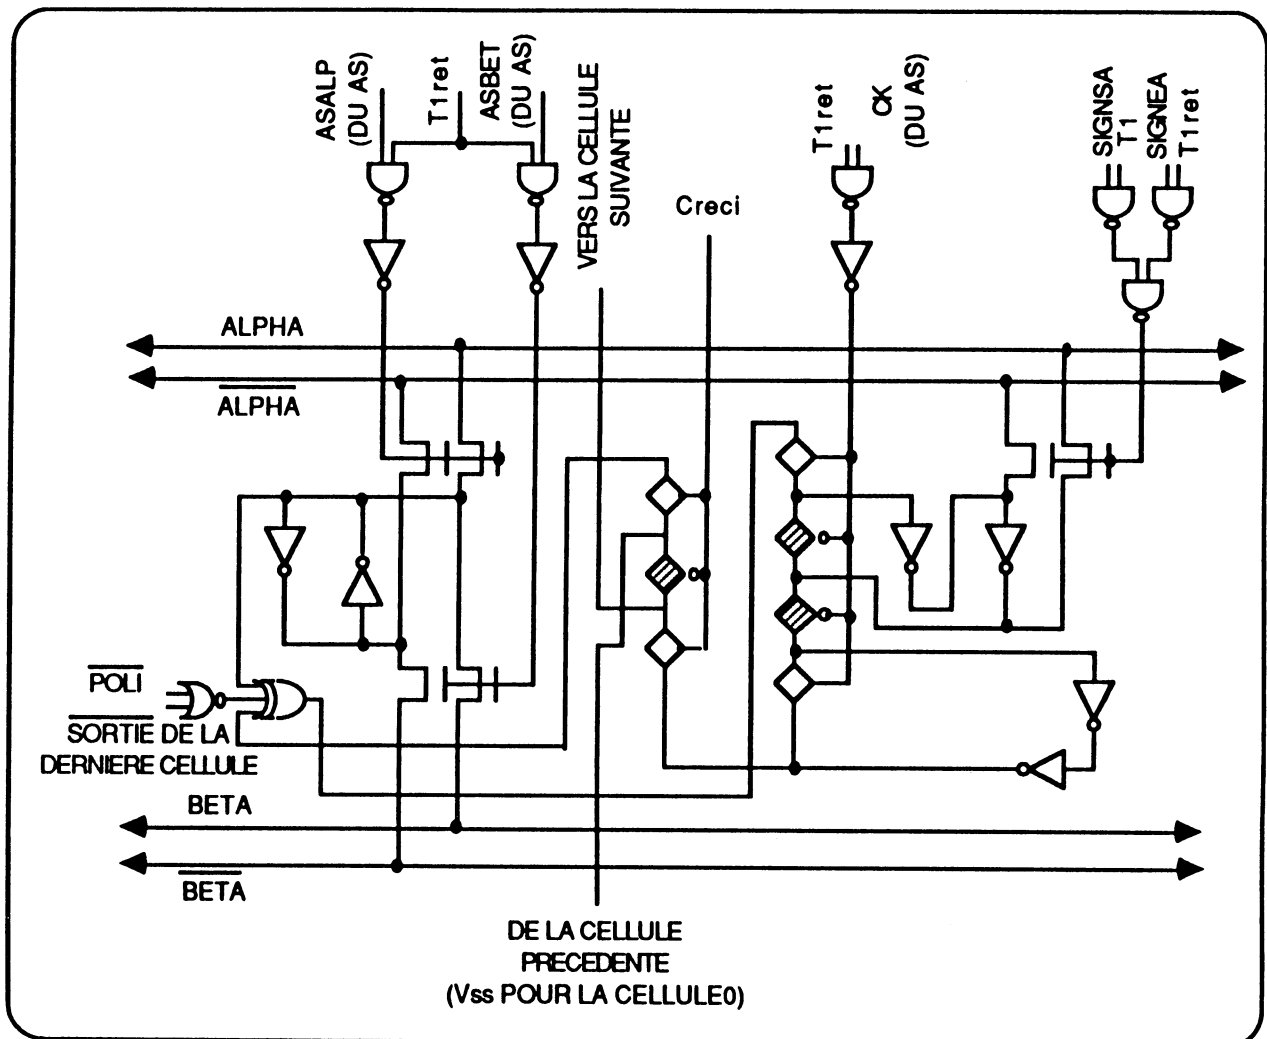 ASALP
(DU AS)
T1ret
ASBET
(DU AS)
VERS LA CELLULE
SUIVANTE
Creci
T1ret
CK
(DU AS)
SIGNSA
T1
SIGNEA
T1ret
ALPHA
ALPHA
POLI
SORTIE DE LA
DERNIERE CELLULE
BETA
BETA
DE LA CELLULE
PRECEDENTE
(Vss POUR LA CELLULE0)